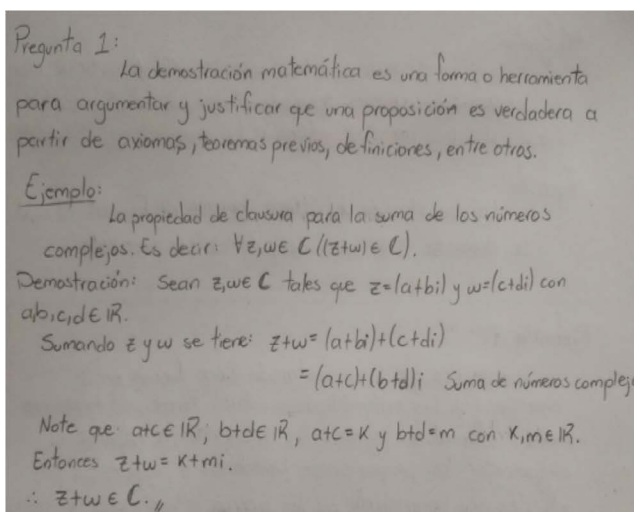 Pregunta 1:
La demostración matemática es una forma o herramienta
para argumentar y justificar que una proposición es verdadera a
partir de axiomas, teoremas previos, definiciones, entre otros.
Ejemplo:
La propiedad de clausura para la suma de los números
complejos. Es decir: ∀z,w∈ ℂ ((z+w) ∈ ℂ).
Demostración: Sean z,w∈ ℂ tales que z=(a+bi) y w=(c+di) con
a,b,c,d ∈ ℝ.
Sumando z y w se tiene: z+w = (a+bi)+(c+di)
= (a+c)+(b+d)i Suma de números complej
Note que a+c∈ℝ, b+d∈ℝ, a+c=K y b+d=m con K,m∈ℝ.
Entonces z+w = K+mi.
∴ z+w ∈ ℂ.//